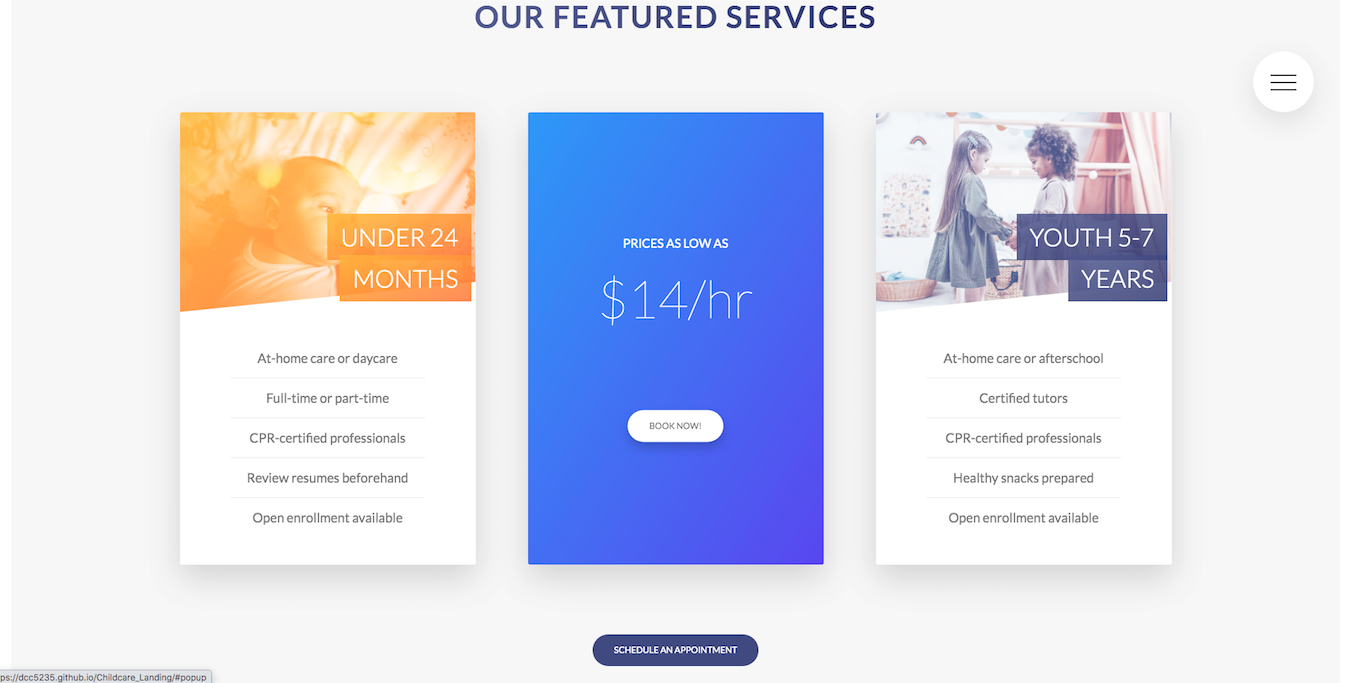 OUR FEATURED SERVICES
UNDER 24
MONTHS
At-home care or daycare
Full-time or part-time
CPR-certified professionals
Review resumes beforehand
Open enrollment available
PRICES AS LOW AS
$14/hr
BOOK NOW!
YOUTH 5-7
YEARS
At-home care or afterschool
Certified tutors
CPR-certified professionals
Healthy snacks prepared
Open enrollment available
SCHEDULE AN APPOINTMENT
ps://dcc5235.github.io/Childcare_Landing/#popup